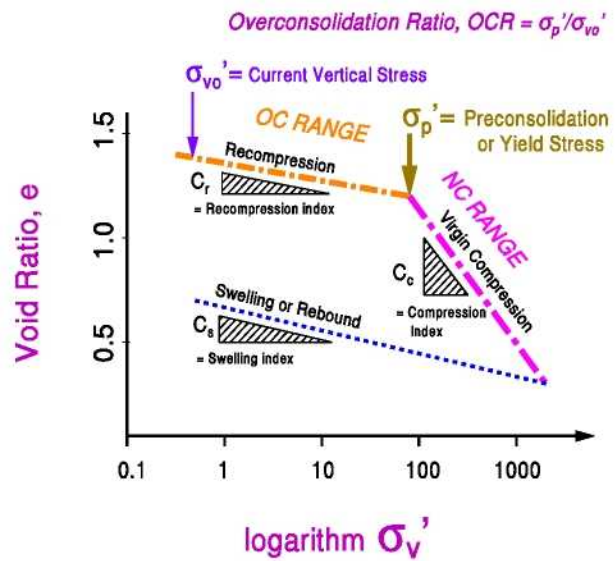 Overconsolidation Ratio, OCR = σp'/σvo'
σvo' = Current Vertical Stress
σp' = Preconsolidation
or Yield Stress
OC RANGE
NC RANGE
1.5
1.0
0.5
Void Ratio, e
Recompression
Cr
= Recompression index
Virgin Compression
Cc
= Compression
Index
Swelling or Rebound
Cs
= Swelling index
0.1 1 10 100 1000
logarithm σv'